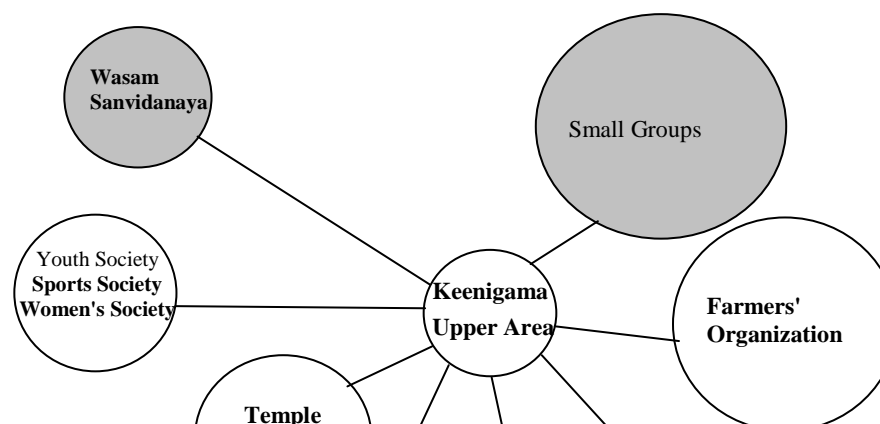 Wasam
Sanvidanaya
Small Groups
Youth Society
Sports Society
Women's Society
Keenigama
Upper Area
Farmers'
Organization
Temple